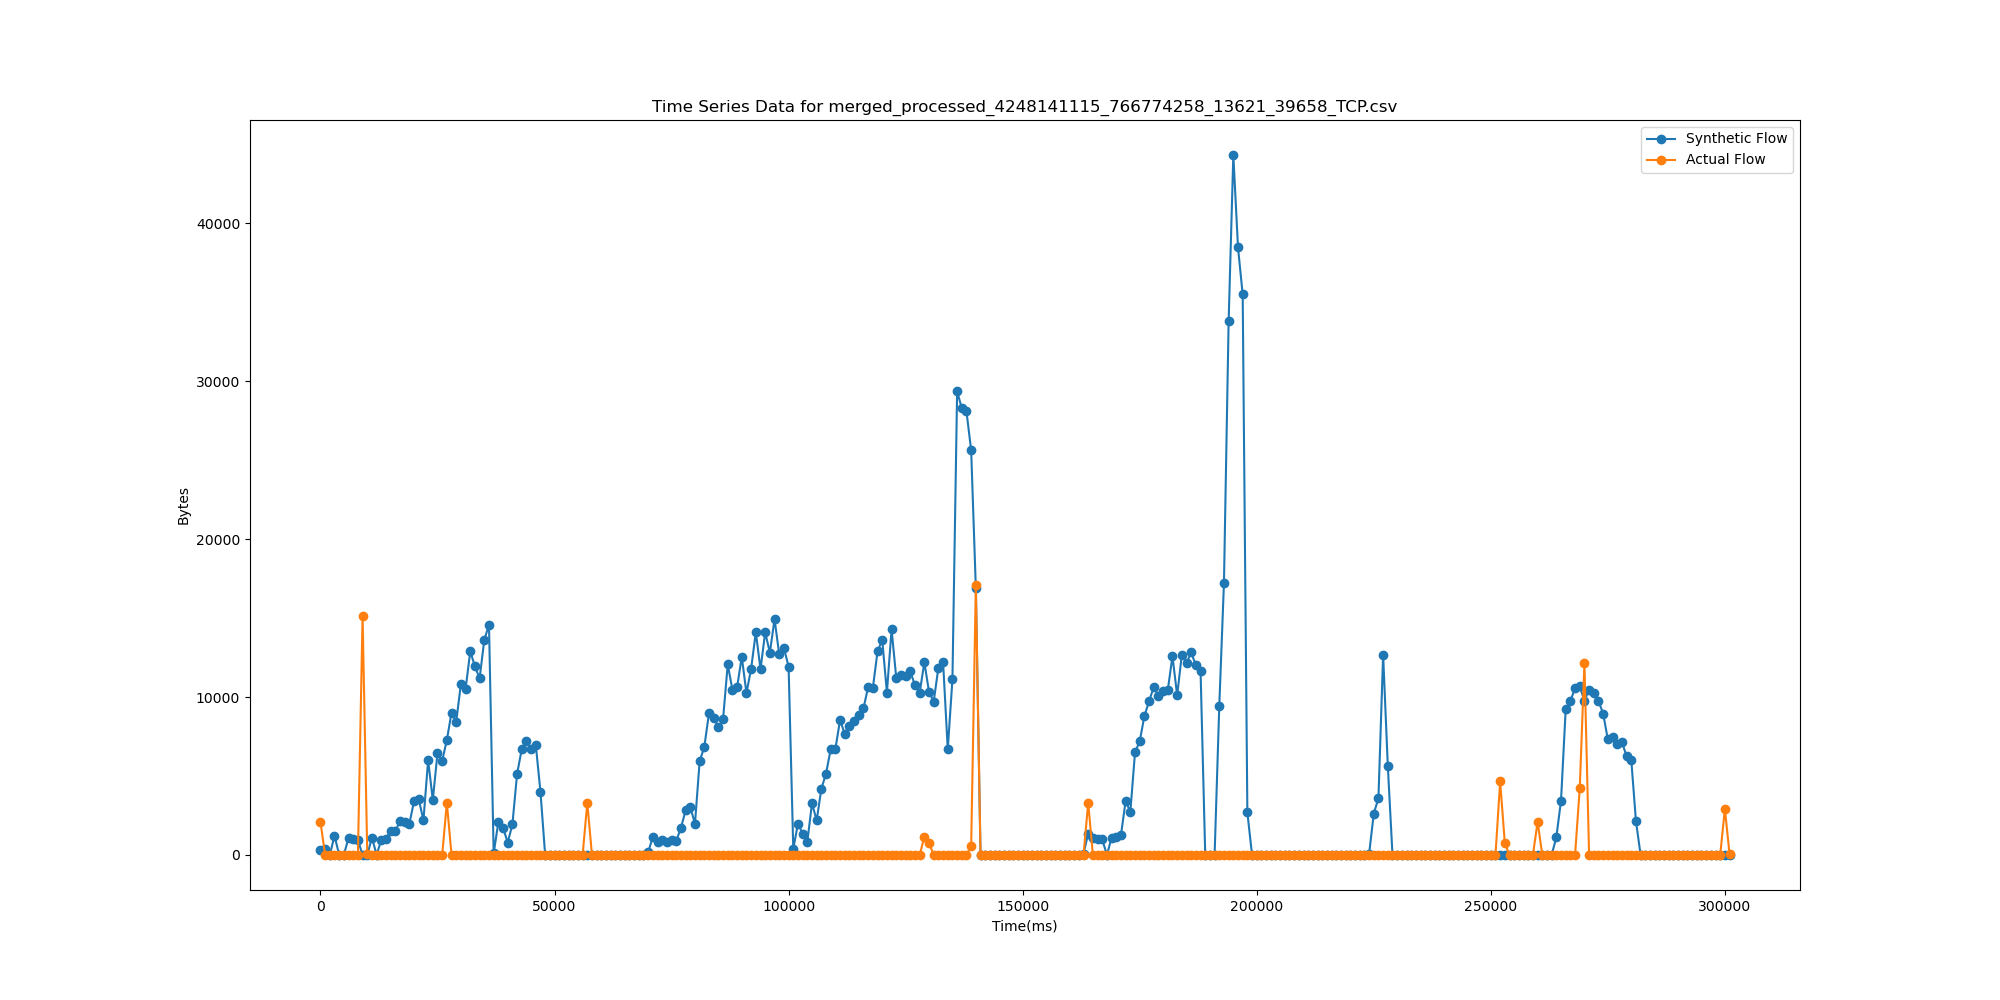 Time Series Data for merged_processed_4248141115_766774258_13621_39658_TCP.csv
Synthetic Flow
Actual Flow
Bytes
40000
30000
20000
10000
0
0 50000 100000 150000 200000 250000 300000
Time(ms)